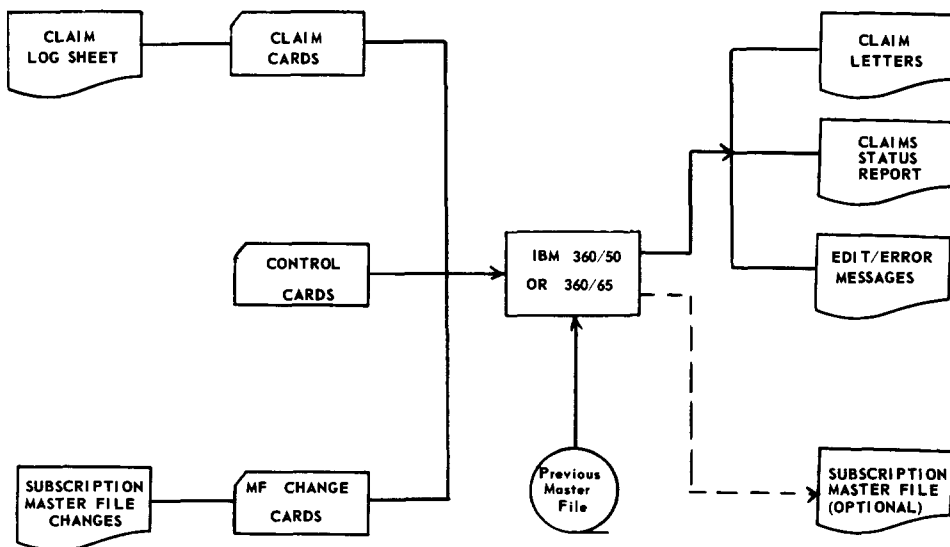 CLAIM
LOG SHEET
CLAIM
CARDS
CLAIM
LETTERS
CLAIMS
STATUS
REPORT
CONTROL
CARDS
IBM 360/50
OR 360/65
EDIT/ERROR
MESSAGES
SUBSCRIPTION
MASTER FILE
CHANGES
MF CHANGE
CARDS
Previous
Master
File
SUBSCRIPTION
MASTER FILE
(OPTIONAL)